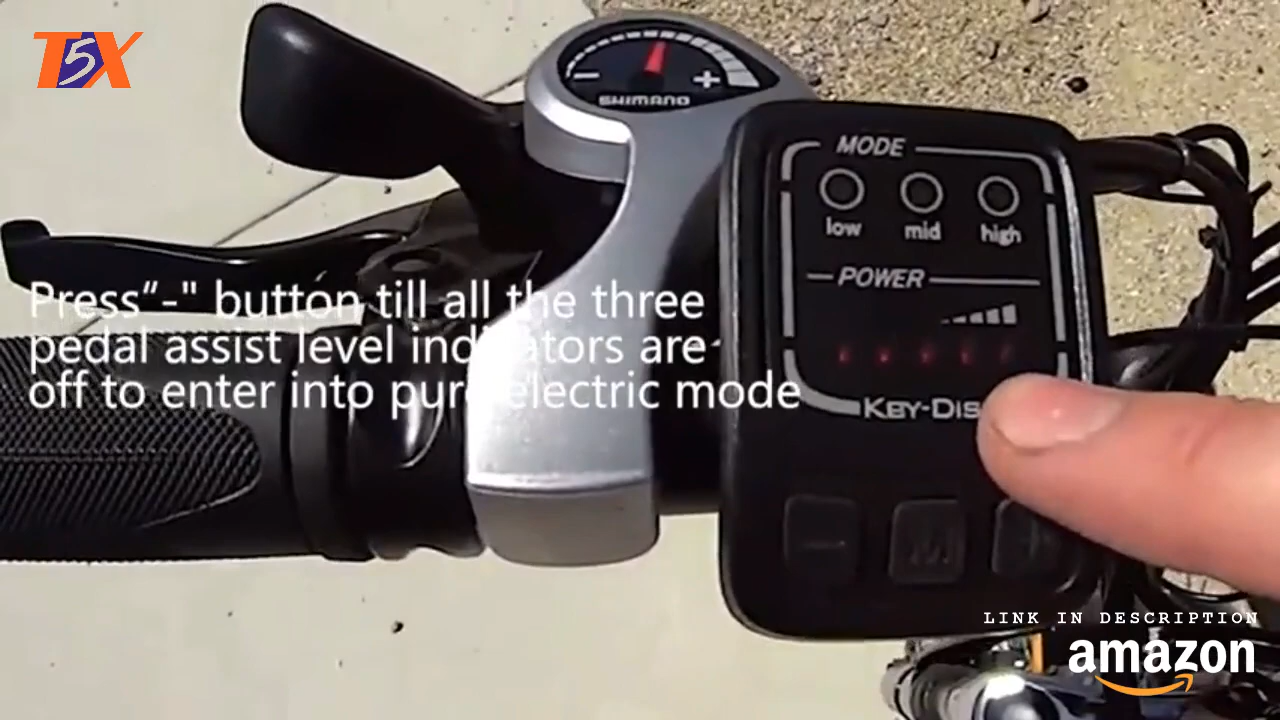 T5X
SHIMANO
MODE
low mid high
POWER
Press“-" button till all the three
pedal assist level indicators are
off to enter into pure electric mode
M
LINK IN DESCRIPTION
amazon